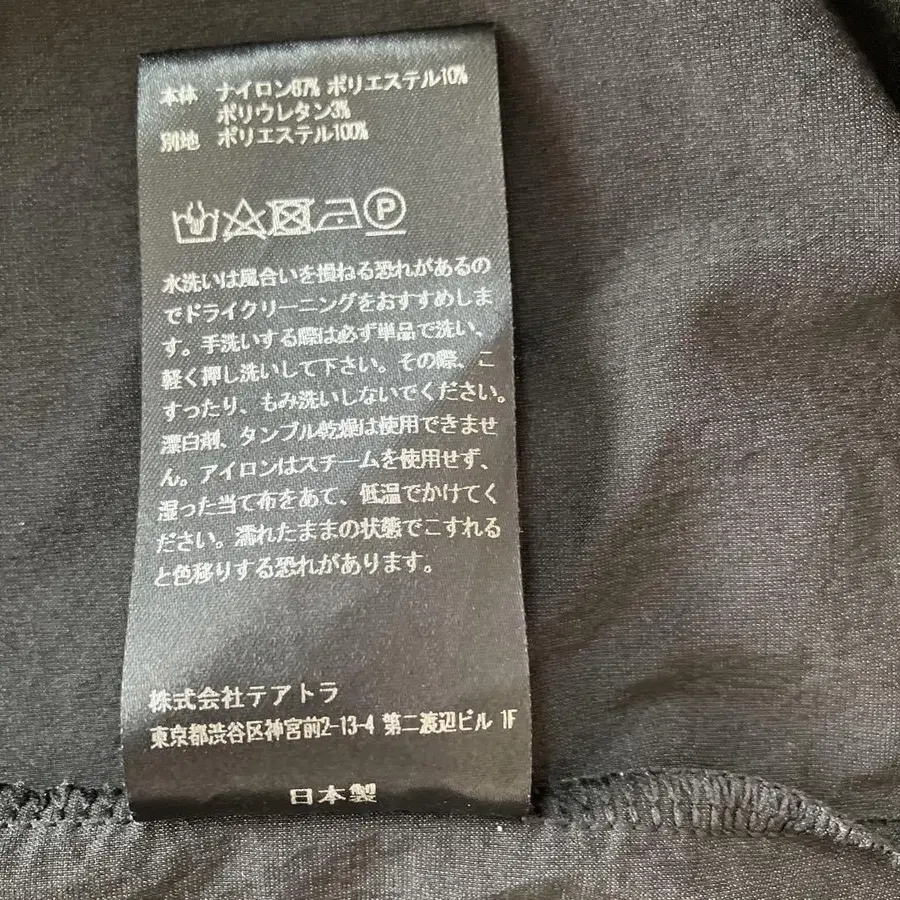 本体 ナイロン87% ポリエステル10%
ポリウレタン3%
別地 ポリエステル100%
P
水洗いは風合いを損ねる恐れがあるの
でドライクリーニングをおすすめしま
す。手洗いする際は必ず単品で洗い、
軽く押し洗いして下さい。その際、こ
すったり、もみ洗いしないでください。
漂白剤、タンブル乾燥は使用できませ
ん。アイロンはスチームを使用せず、
湿った当て布をあて、低温でかけてく
ださい。濡れたままの状態でこすれる
と色移りする恐れがあります。
株式会社テアトラ
東京都渋谷区神宮前2-13-4 第二渡辺ビル 1F
日本製